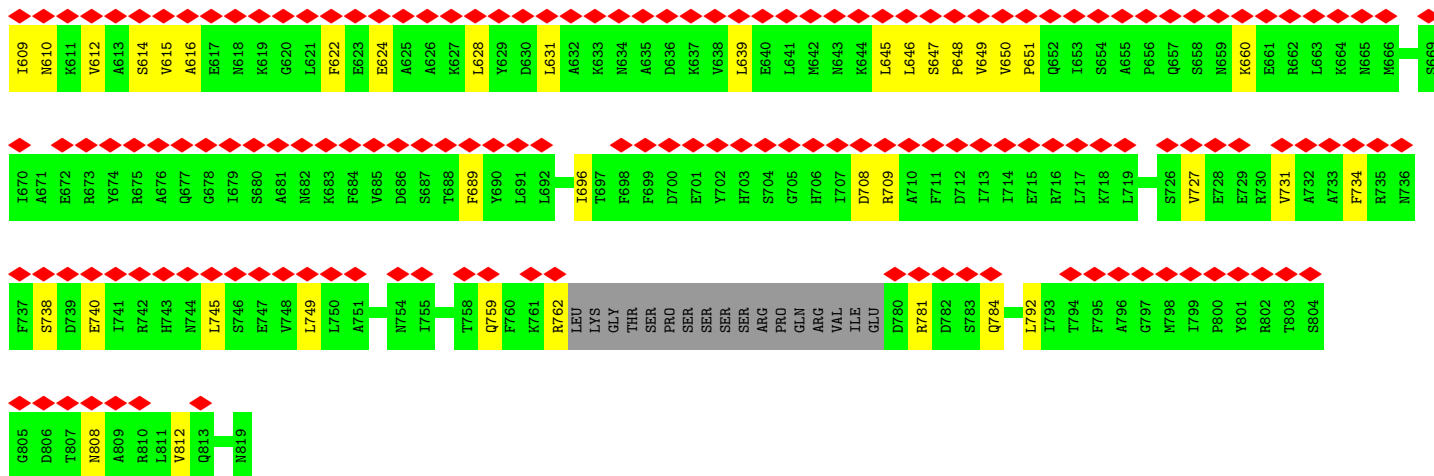 I609 N610 K611 V612 A613 S614 V615 A616 E617 N618 K619 G620 L621 F622 E623 E624 A625 A626 K627 L628 Y629 D630 L631 A632 K633 N634 A635 D636 K637 V638 L639 E640 L641 M642 N643 K644 L645 L646 S647 P648 V649 V650 P651 Q652 I653 S654 A655 P656 Q657 S658 N659 K660 E661 R662 L663 K664 N665 M666 S669
I670 A671 E672 R673 Y674 R675 A676 Q677 G678 I679 S680 A681 N682 K683 F684 V685 D686 S687 T688 F689 Y690 L691 L692 I696 T697 F698 F699 D700 E701 Y702 H703 S704 G705 H706 I707 D708 R709 A710 F711 D712 I713 I714 E715 R716 L717 K718 L719 S726 V727 E728 E729 R730 V731 A732 A733 F734 R735 N736
F737 S738 D739 E740 I741 R742 H743 N744 L745 S746 E747 V748 L749 L750 A751 N754 I755 T758 Q759 F760 K761 R762 LEU LYS GLY THR SER PRO SER SER SER SER ARG PRO GLN ARG VAL ILE GLU D780 R781 D782 S783 Q784 L792 I793 T794 F795 A796 G797 M798 I799 P800 Y801 R802 T803 S804
G805 D806 T807 N808 A809 R810 L811 V812 Q813 N819